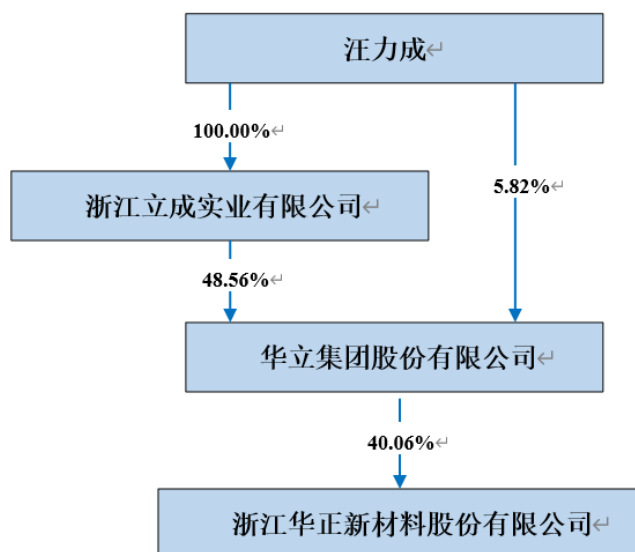 汪力成↵
100.00%↵
5.82%↵
浙江立成实业有限公司↵
48.56%↵
华立集团股份有限公司↵
40.06%↵
浙江华正新材料股份有限公司↵